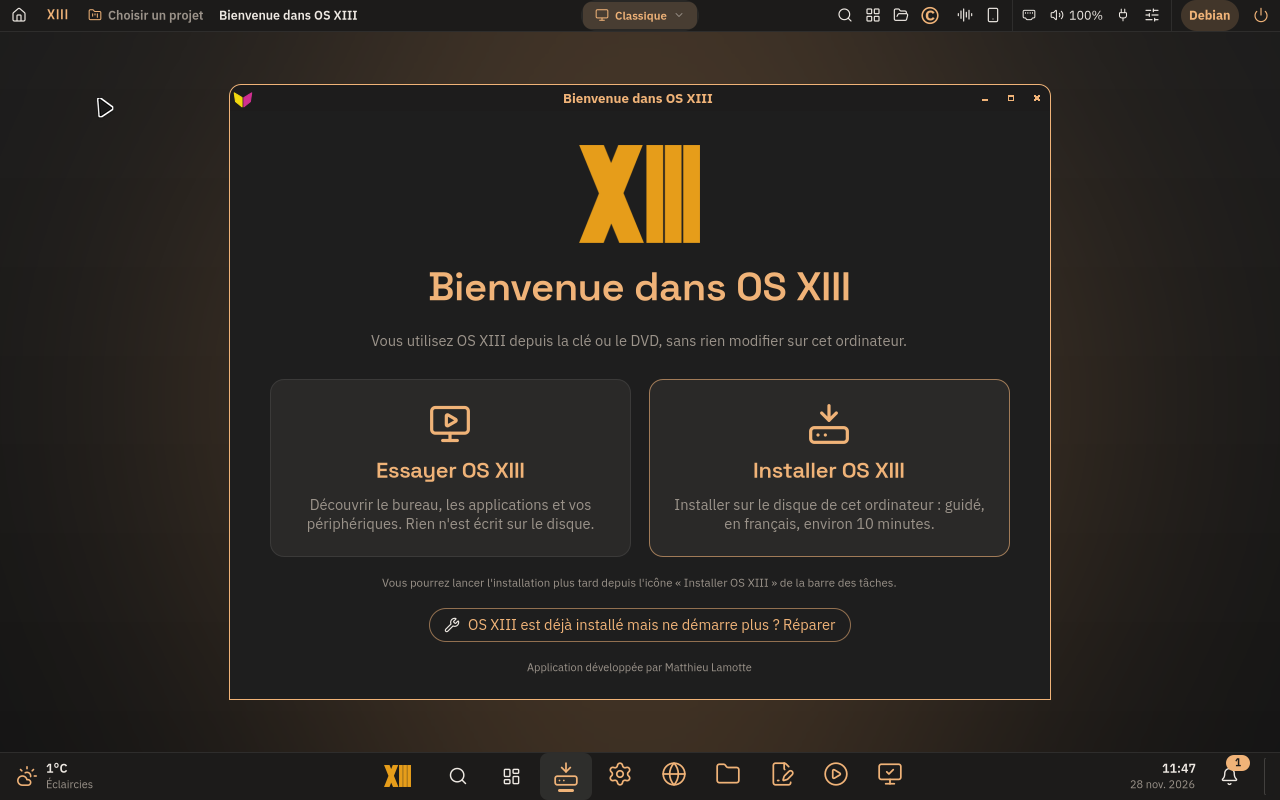 XIII
Choisir un projet
Bienvenue dans OS XIII
Classique
100%
Debian
Bienvenue dans OS XIII
XIII
Bienvenue dans OS XIII
Vous utilisez OS XIII depuis la clé ou le DVD, sans rien modifier sur cet ordinateur.
Essayer OS XIII
Découvrir le bureau, les applications et vos
périphériques. Rien n'est écrit sur le disque.
Installer OS XIII
Installer sur le disque de cet ordinateur : guidé,
en français, environ 10 minutes.
Vous pourrez lancer l'installation plus tard depuis l'icône « Installer OS XIII » de la barre des tâches.
OS XIII est déjà installé mais ne démarre plus ? Réparer
Application développée par Matthieu Lamotte
1°C
Éclaircies
XIII
11:47
28 nov. 2026
1